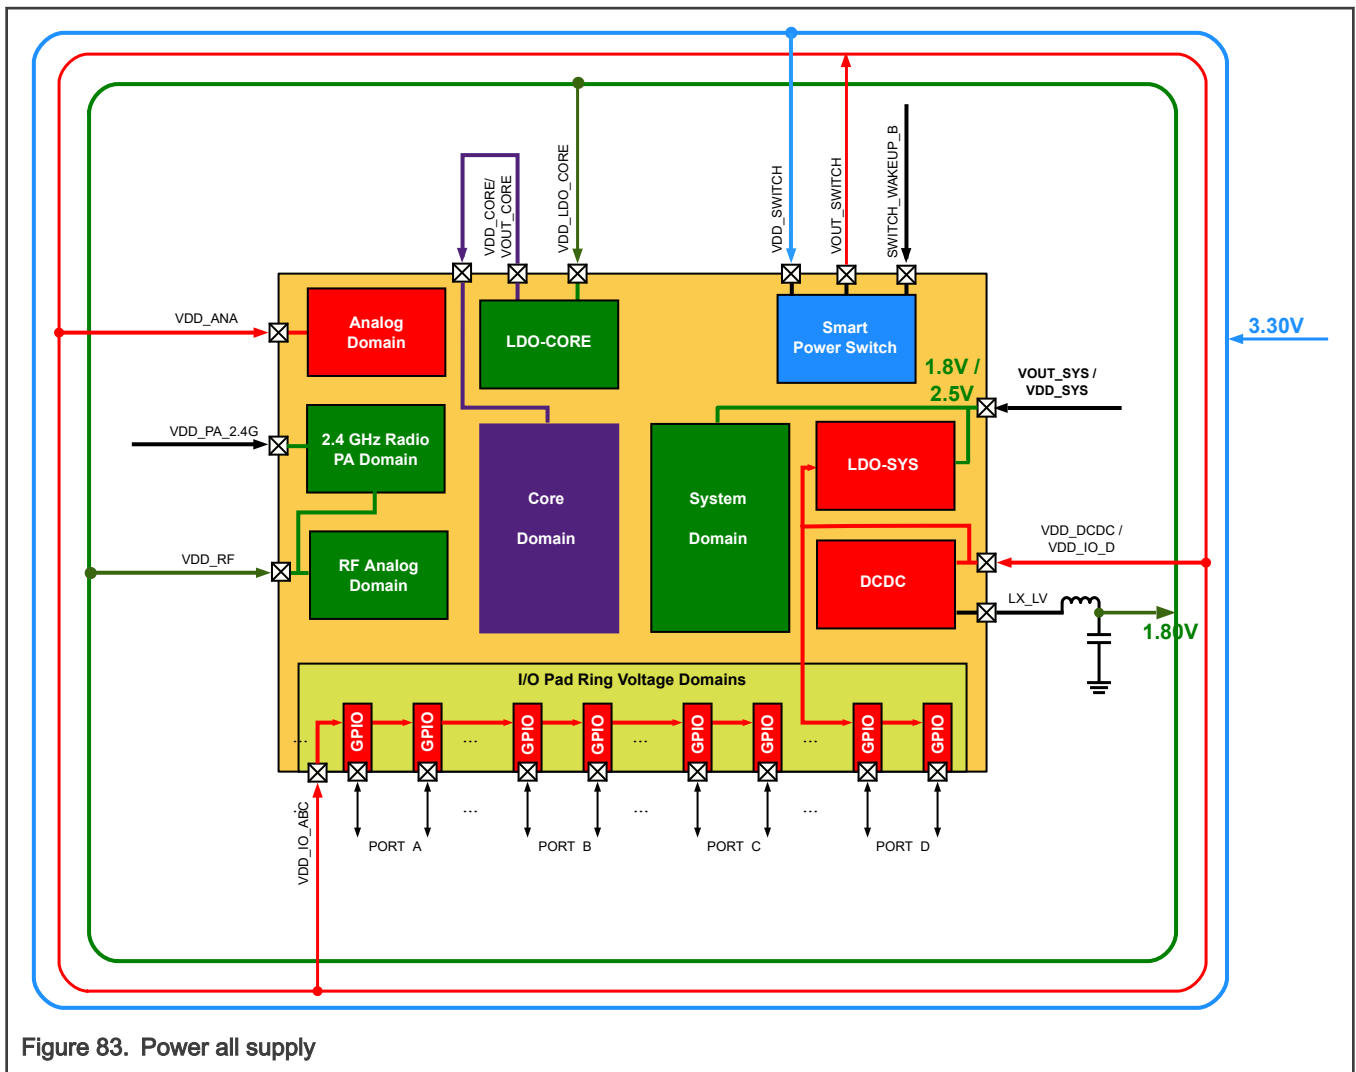 VDD_CORE/
VOUT_CORE
VDD_LDO_CORE
VDD_SWITCH
VOUT_SWITCH
SWITCH_WAKEUP_B
VDD_ANA
Analog
Domain
LDO-CORE
Smart
Power Switch
3.30V
1.8V /
2.5V
VOUT_SYS /
VDD_SYS
VDD_PA_2.4G
2.4 GHz Radio
PA Domain
Core
Domain
System
Domain
LDO-SYS
VDD_RF
RF Analog
Domain
DCDC
VDD_DCDC /
VDD_IO_D
LX_LV
1.80V
I/O Pad Ring Voltage Domains
... GPIO GPIO ... GPIO GPIO ... GPIO GPIO ... GPIO GPIO
... ... ... ...
VDD_IO_ABC
PORT A PORT B PORT C PORT D
Figure 83. Power all supply